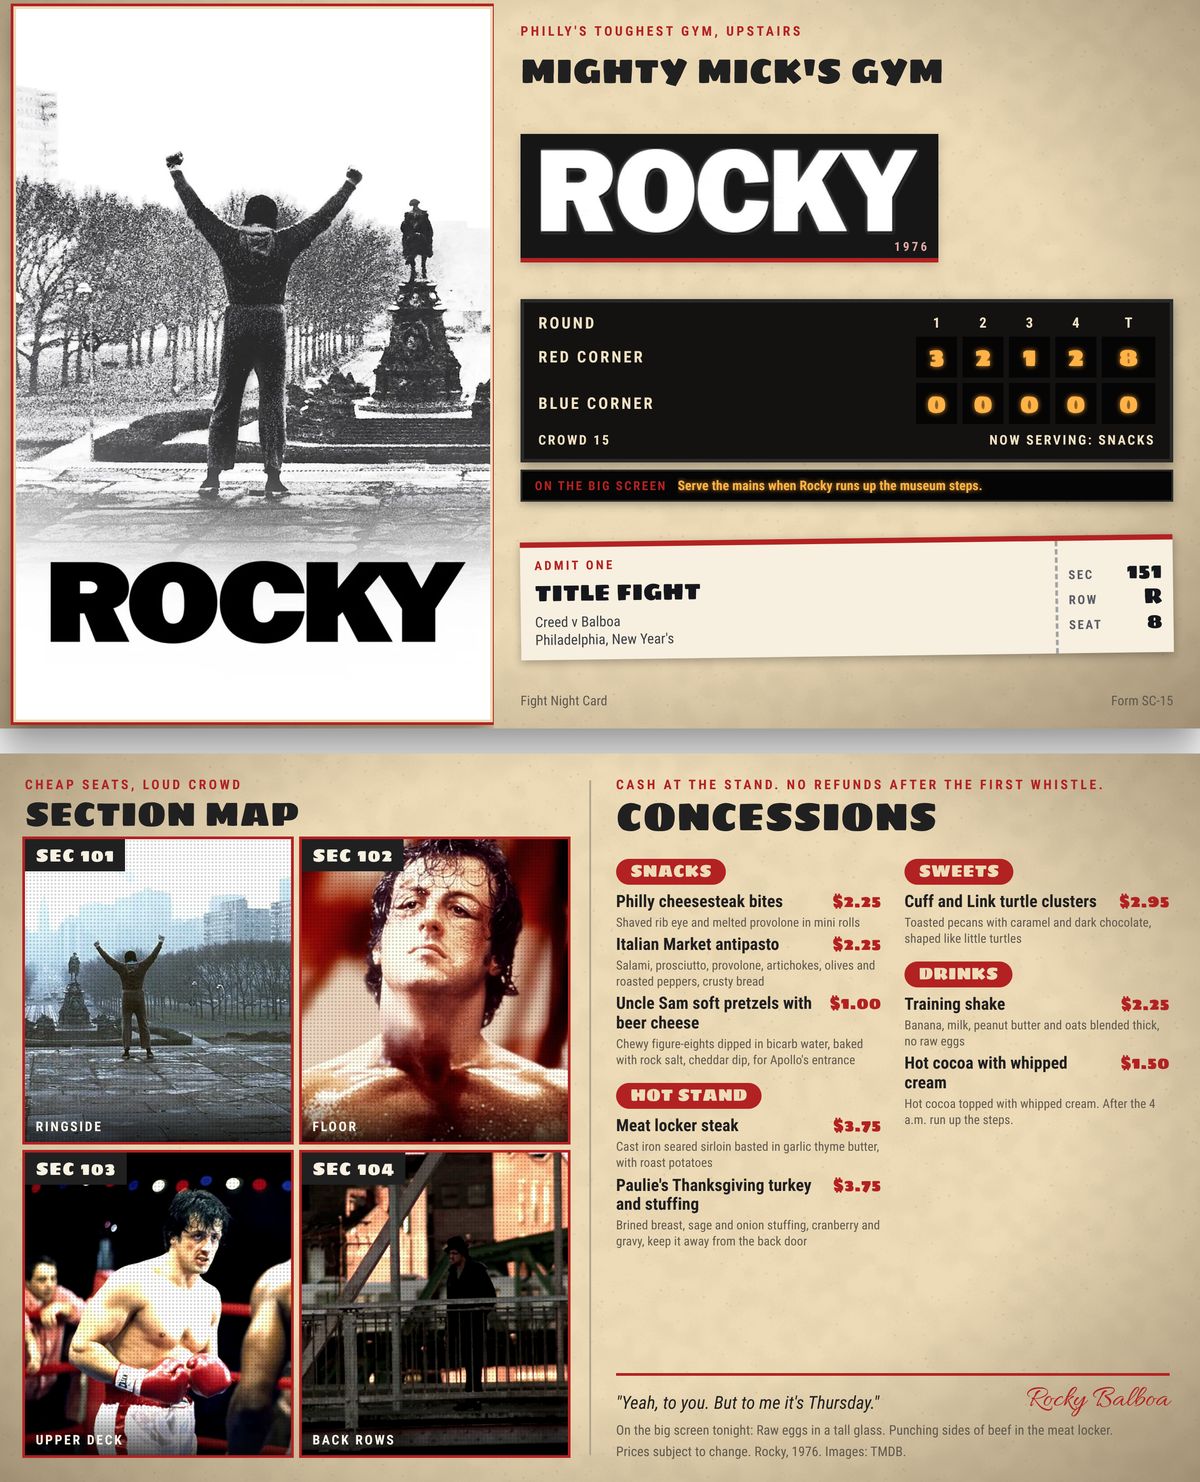 ROCKY
PHILLY'S TOUGHEST GYM, UPSTAIRS
MIGHTY MICK'S GYM
ROCKY
1976
ROUND 1 2 3 4 T
RED CORNER 3 2 1 2 8
BLUE CORNER 0 0 0 0 0
CROWD 15 NOW SERVING: SNACKS
ON THE BIG SCREEN Serve the mains when Rocky runs up the museum steps.
ADMIT ONE
TITLE FIGHT
Creed v Balboa
Philadelphia, New Year's
SEC 151
ROW R
SEAT 8
Fight Night Card
Form SC-15
CHEAP SEATS, LOUD CROWD
SECTION MAP
SEC 101
RINGSIDE
SEC 102
FLOOR
SEC 103
UPPER DECK
SEC 104
BACK ROWS
CASH AT THE STAND. NO REFUNDS AFTER THE FIRST WHISTLE.
CONCESSIONS
SNACKS
Philly cheesesteak bites $2.25
Shaved rib eye and melted provolone in mini rolls
Italian Market antipasto $2.25
Salami, prosciutto, provolone, artichokes, olives and
roasted peppers, crusty bread
Uncle Sam soft pretzels with $1.00
beer cheese
Chewy figure-eights dipped in bicarb water, baked
with rock salt, cheddar dip, for Apollo's entrance
HOT STAND
Meat locker steak $3.75
Cast iron seared sirloin basted in garlic thyme butter,
with roast potatoes
Paulie's Thanksgiving turkey $3.75
and stuffing
Brined breast, sage and onion stuffing, cranberry and
gravy, keep it away from the back door
SWEETS
Cuff and Link turtle clusters $2.95
Toasted pecans with caramel and dark chocolate,
shaped like little turtles
DRINKS
Training shake $2.25
Banana, milk, peanut butter and oats blended thick,
no raw eggs
Hot cocoa with whipped $1.50
cream
Hot cocoa topped with whipped cream. After the 4
a.m. run up the steps.
"Yeah, to you. But to me it's Thursday."
Rocky Balboa
On the big screen tonight: Raw eggs in a tall glass. Punching sides of beef in the meat locker.
Prices subject to change. Rocky, 1976. Images: TMDB.